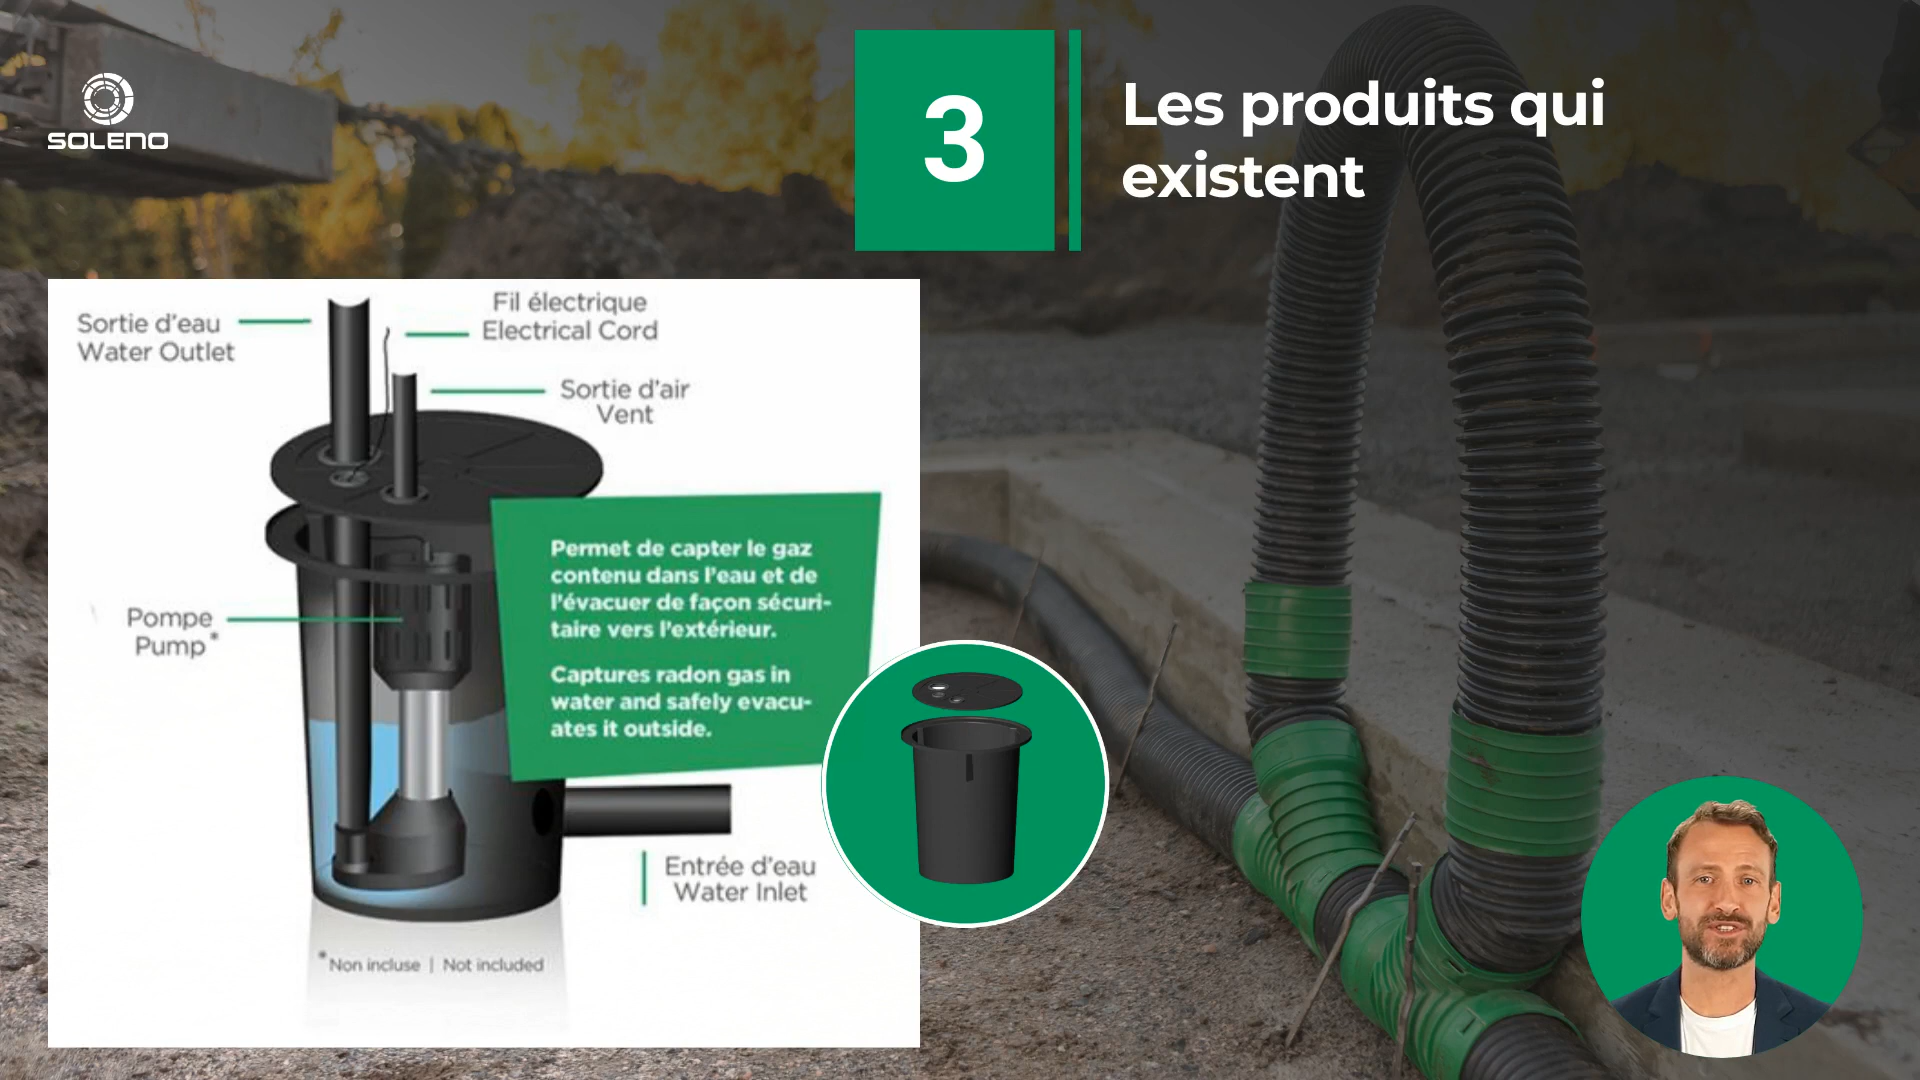 SOLENO
3
Les produits qui
existent
Sortie d'eau
Water Outlet
Fil électrique
Electrical Cord
Sortie d'air
Vent
Permet de capter le gaz
contenu dans l'eau et de
l'évacuer de façon sécuri-
taire vers l'extérieur.
Captures radon gas in
water and safely evacu-
ates it outside.
Pompe
Pump*
Entrée d'eau
Water Inlet
*Non incluse | Not included